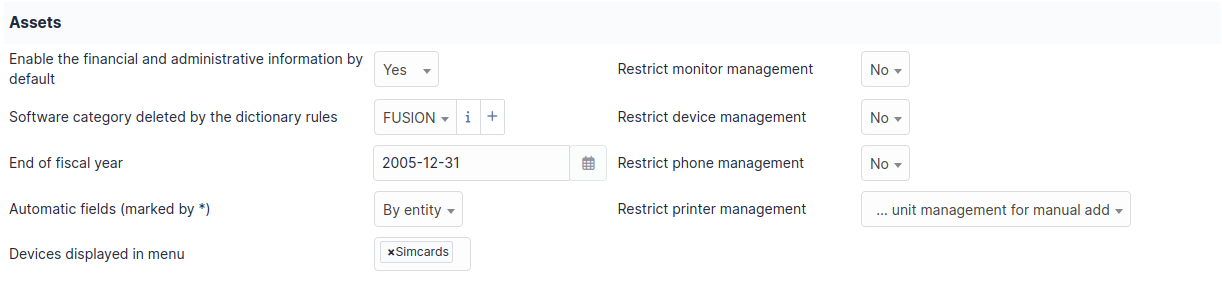 Assets
Enable the financial and administrative information by
default
Yes
Restrict monitor management
No
Software category deleted by the dictionary rules
FUSION
i
+
Restrict device management
No
End of fiscal year
2005-12-31
Restrict phone management
No
Automatic fields (marked by *)
By entity
Restrict printer management
... unit management for manual add
Devices displayed in menu
×Simcards